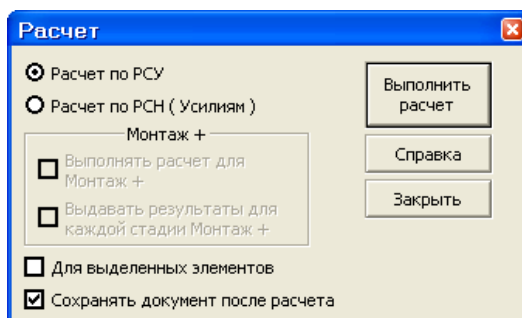 Расчет
Расчет по РСУ
Расчет по РСН ( Усилиям )
Монтаж +
Выполнять расчет для
Монтаж +
Выдавать результаты для
каждой стадии Монтаж +
Для выделенных элементов
Сохранять документ после расчета
Выполнить
расчет
Справка
Закрыть